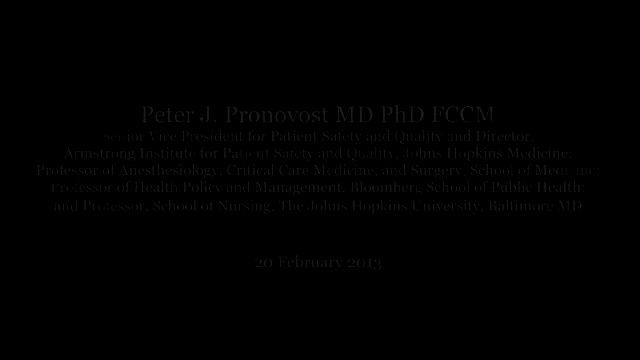 Peter J. Pronovost MD PhD FCCM
Senior Vice President for Patient Safety and Quality and Director,
Armstrong Institute for Patient Safety and Quality, Johns Hopkins Medicine;
Professor of Anesthesiology, Critical Care Medicine, and Surgery, School of Medicine;
Professor of Health Policy and Management, Bloomberg School of Public Health;
and Professor, School of Nursing, The Johns Hopkins University, Baltimore MD
20 February 2013